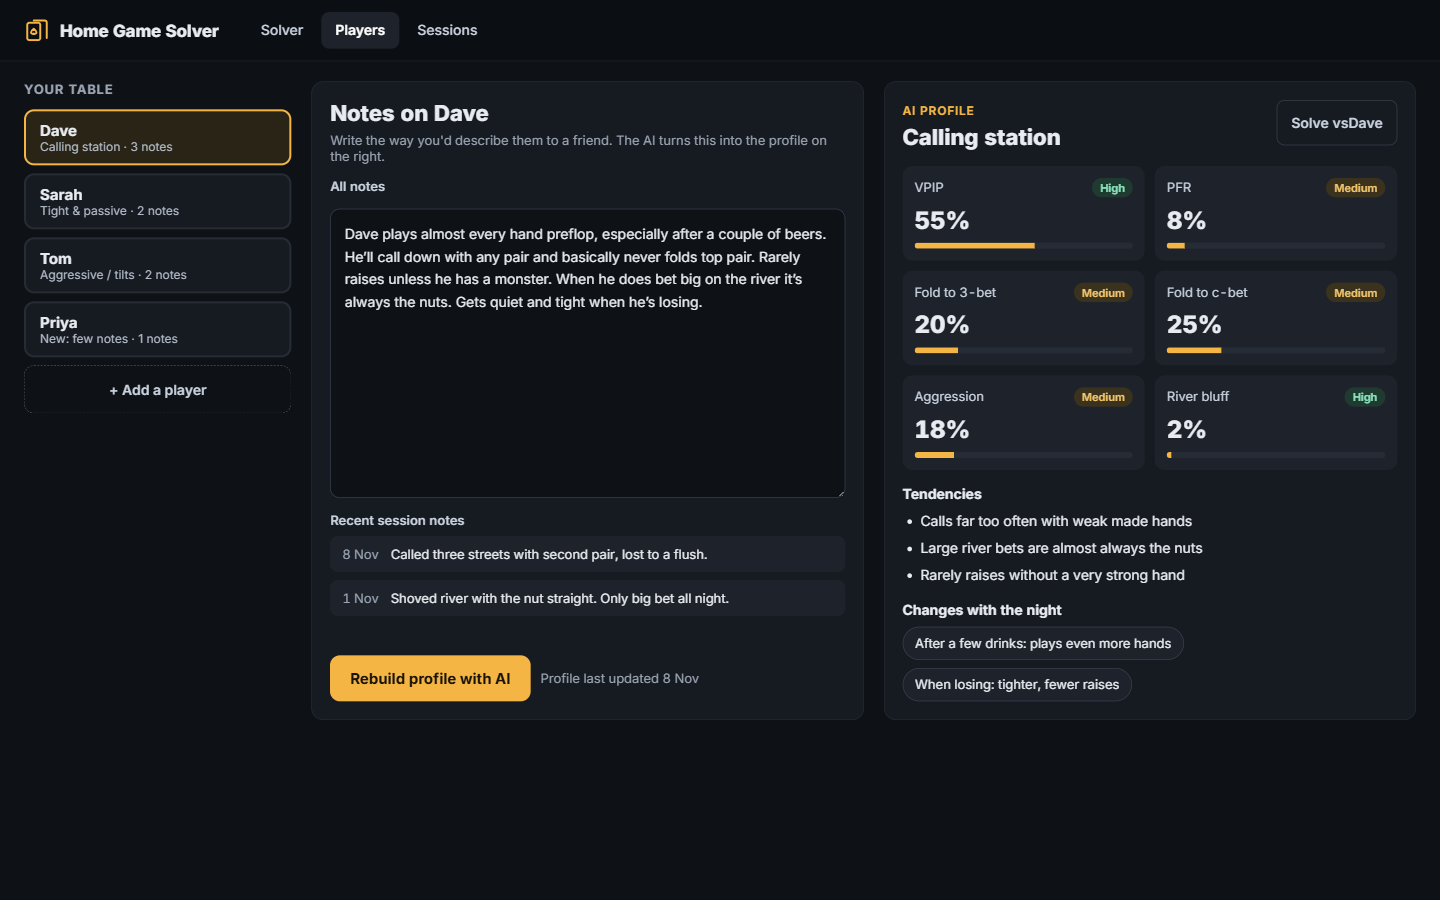 Home Game Solver
Solver
Players
Sessions
YOUR TABLE
Dave
Calling station · 3 notes
Sarah
Tight & passive · 2 notes
Tom
Aggressive / tilts · 2 notes
Priya
New: few notes · 1 notes
+ Add a player
Notes on Dave
Write the way you'd describe them to a friend. The AI turns this into the profile on
the right.
All notes
Dave plays almost every hand preflop, especially after a couple of beers.
He’ll call down with any pair and basically never folds top pair. Rarely
raises unless he has a monster. When he does bet big on the river it’s
always the nuts. Gets quiet and tight when he’s losing.
Recent session notes
8 Nov Called three streets with second pair, lost to a flush.
1 Nov Shoved river with the nut straight. Only big bet all night.
Rebuild profile with AI
Profile last updated 8 Nov
AI PROFILE
Calling station
Solve vsDave
VPIP High
55%
PFR Medium
8%
Fold to 3-bet Medium
20%
Fold to c-bet Medium
25%
Aggression Medium
18%
River bluff High
2%
Tendencies
• Calls far too often with weak made hands
• Large river bets are almost always the nuts
• Rarely raises without a very strong hand
Changes with the night
After a few drinks: plays even more hands
When losing: tighter, fewer raises